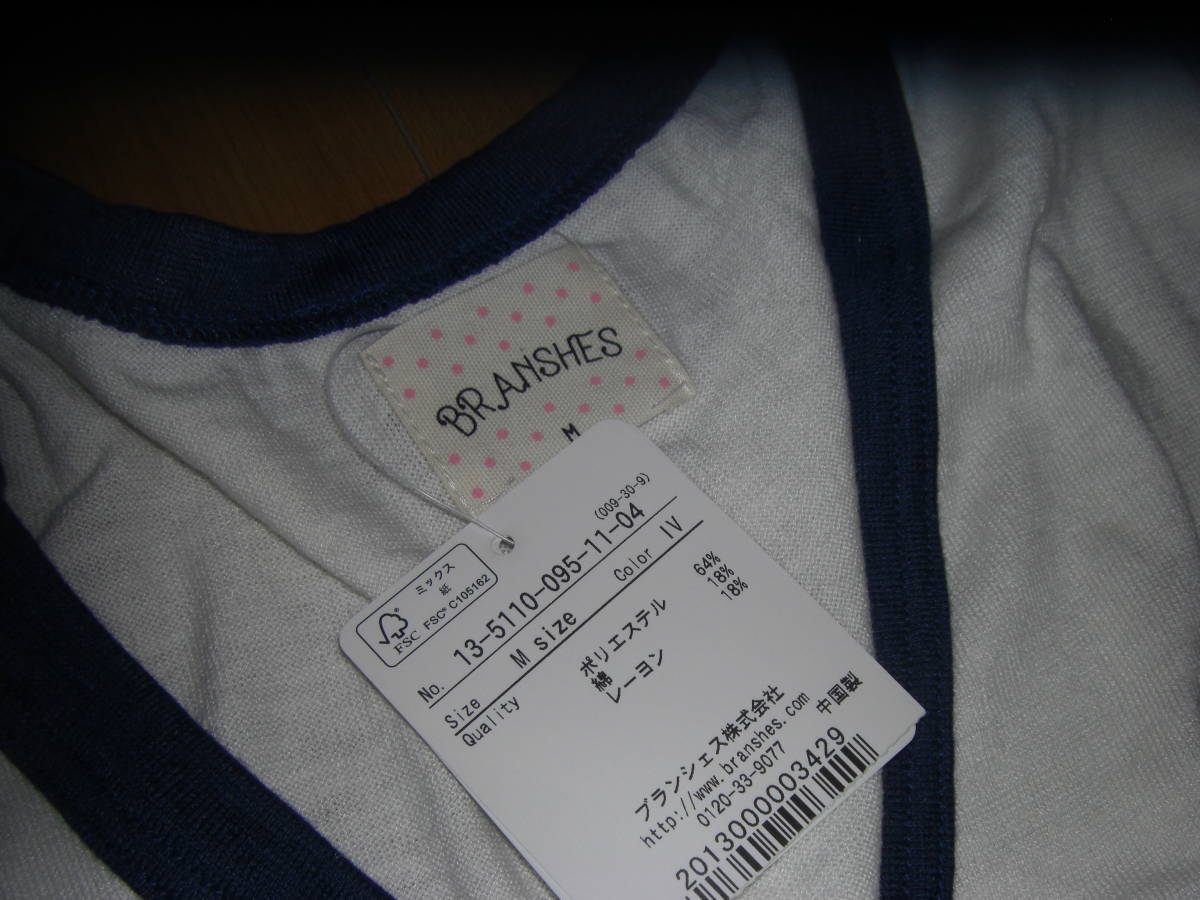 BRANSHES
M
(009-30-9)
ミックス
紙
FSC FSC® C105162
No. 13-5110-095-11-04
Size M size Color IV
Quality ポリエステル 64%
綿 18%
レーヨン 18%
ブランシェス株式会社
http://www.branshes.com
0120-33-9077 中国製
2013000003429